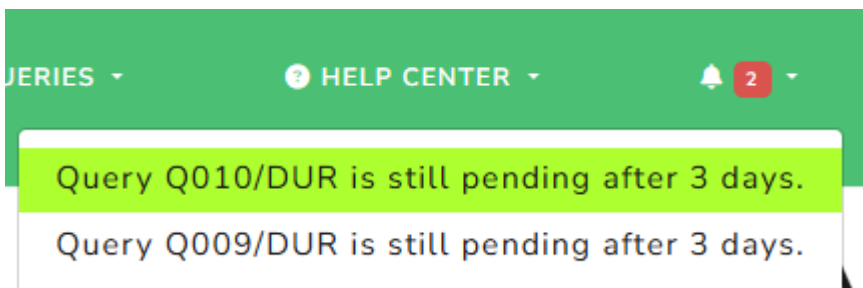 UERIES
HELP CENTER
2
Query Q010/DUR is still pending after 3 days.
Query Q009/DUR is still pending after 3 days.